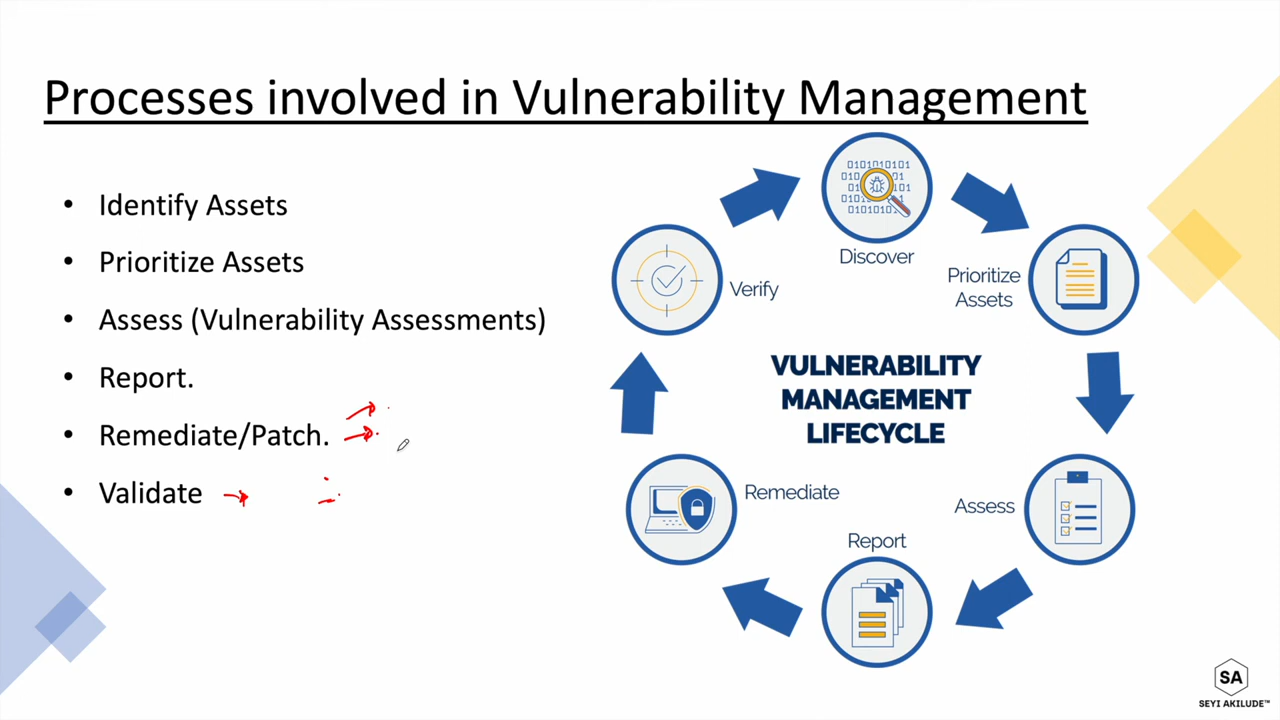 Processes involved in Vulnerability Management
• Identify Assets
• Prioritize Assets
• Assess (Vulnerability Assessments)
• Report.
• Remediate/Patch.
• Validate
0101010101
Discover
Prioritize
Assets
Verify
VULNERABILITY
MANAGEMENT
LIFECYCLE
Remediate
Assess
Report
SA
SEYI AKILUDE™